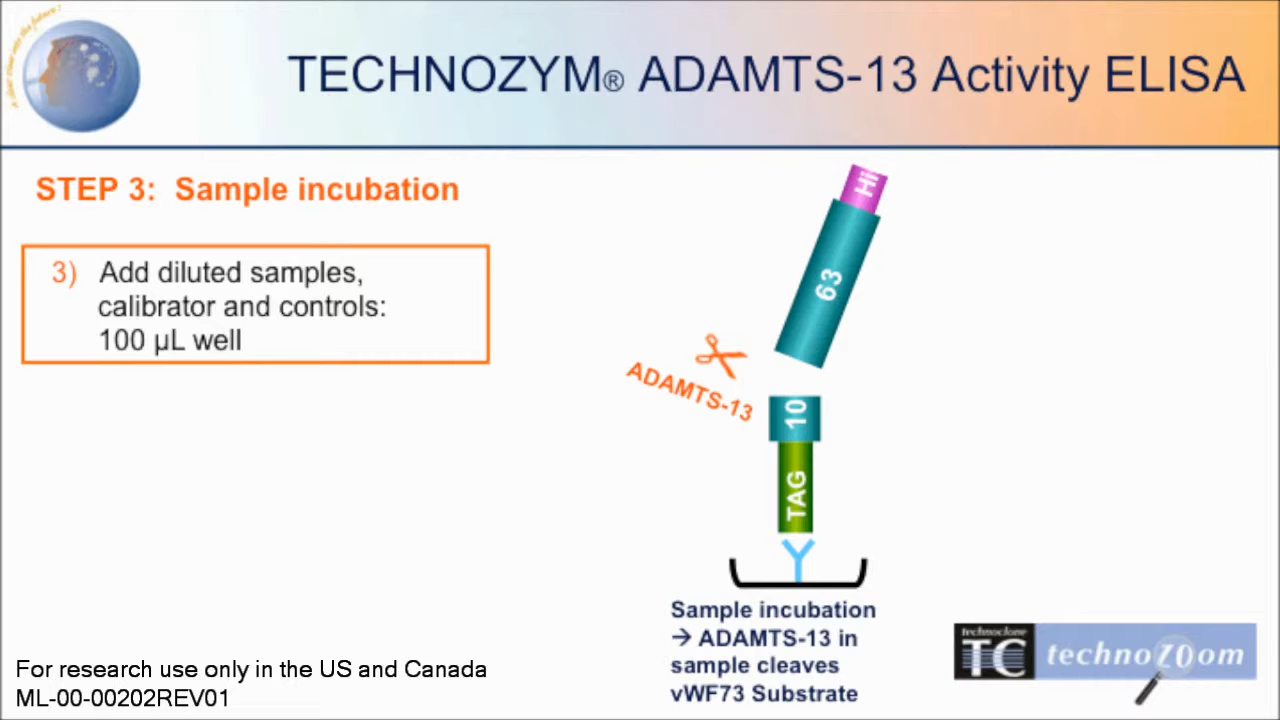 TECHNOZYM® ADAMTS-13 Activity ELISA
STEP 3: Sample incubation
3) Add diluted samples,
calibrator and controls:
100 µL well
63
ADAMTS-13
10
TAG
Sample incubation
→ ADAMTS-13 in
sample cleaves
vWF73 Substrate
For research use only in the US and Canada
ML-00-00202REV01
technoclone
TC
technozoom